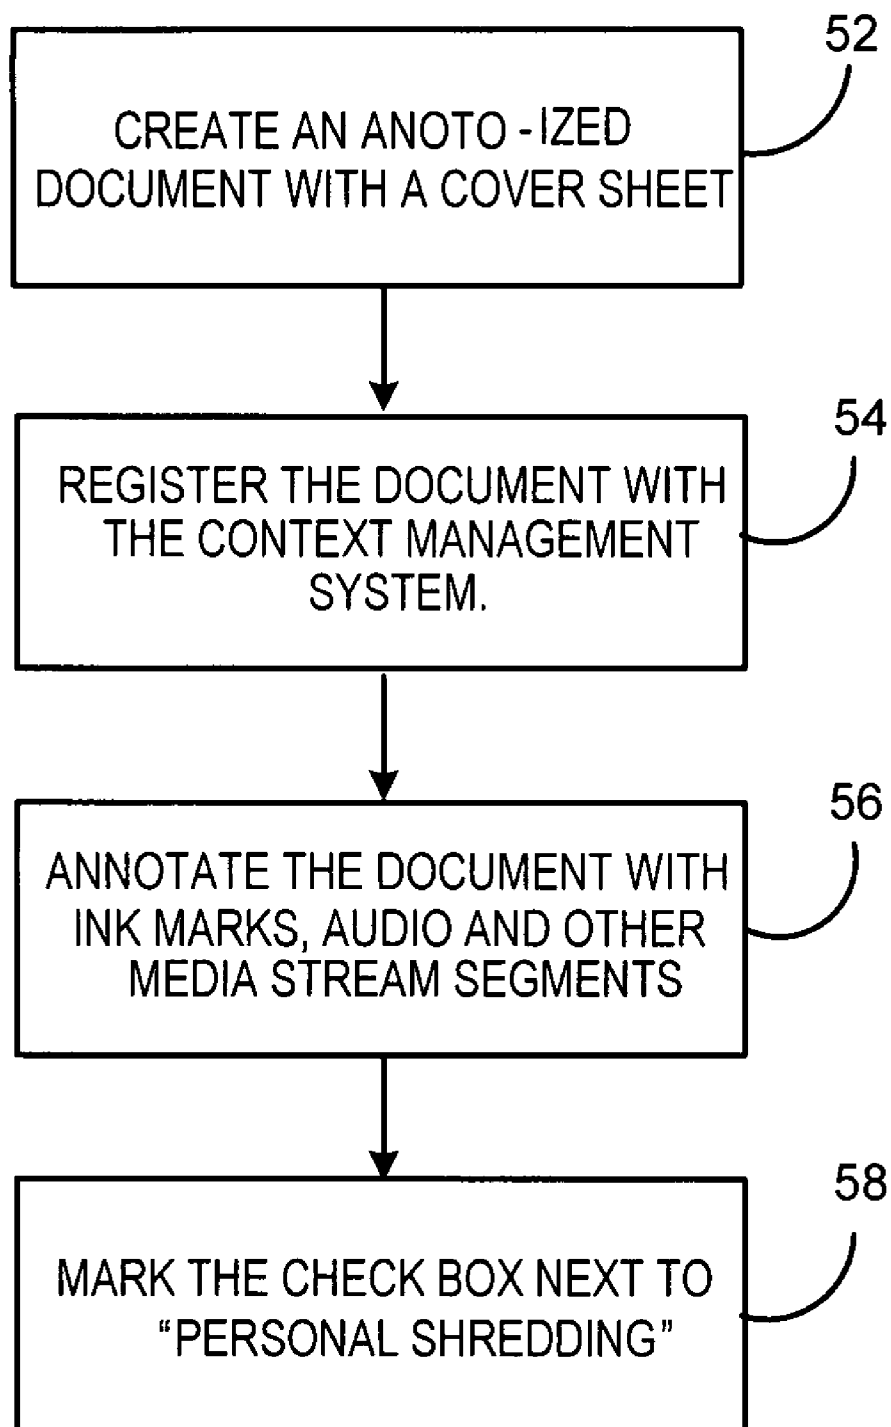 52
CREATE AN ANOTO -IZED
DOCUMENT WITH A COVER SHEET
54
REGISTER THE DOCUMENT WITH
THE CONTEXT MANAGEMENT
SYSTEM.
56
ANNOTATE THE DOCUMENT WITH
INK MARKS, AUDIO AND OTHER
MEDIA STREAM SEGMENTS
58
MARK THE CHECK BOX NEXT TO
“PERSONAL SHREDDING”